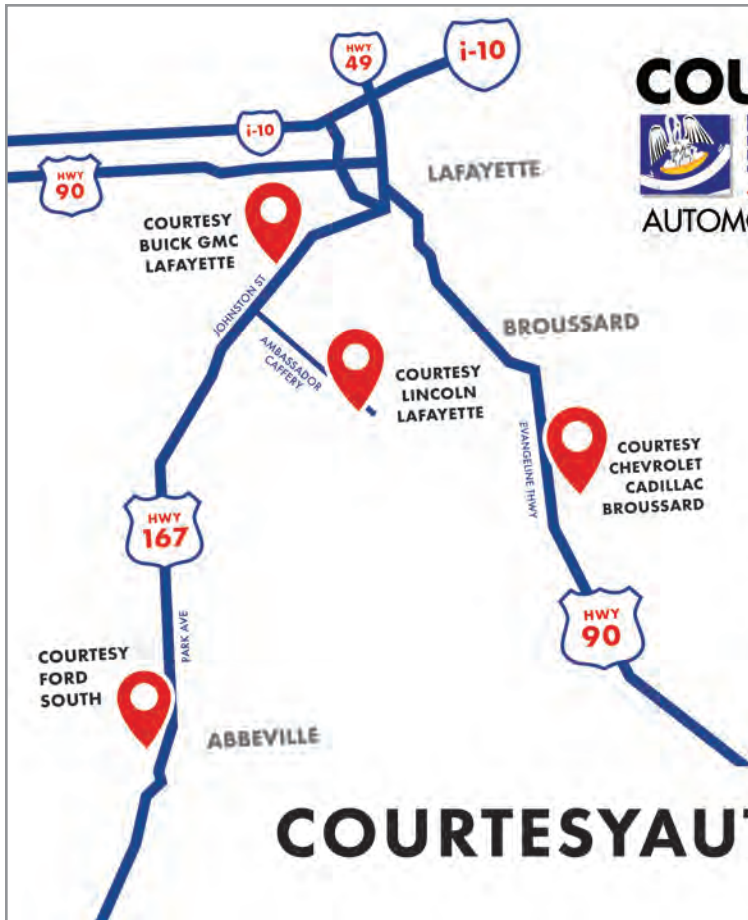 HWY
49
i-10
COU
i-10
HWY
90
LAFAYETTE
AUTOMO
COURTESY
BUICK GMC
LAFAYETTE
JOHNSTON ST
BROUSSARD
AMBASSADOR
CAFFERY
COURTESY
LINCOLN
LAFAYETTE
EVANGELINE THWY
COURTESY
CHEVROLET
CADILLAC
BROUSSARD
HWY
167
HWY
90
PARK AVE
COURTESY
FORD
SOUTH
ABBEVILLE
COURTESYAUT